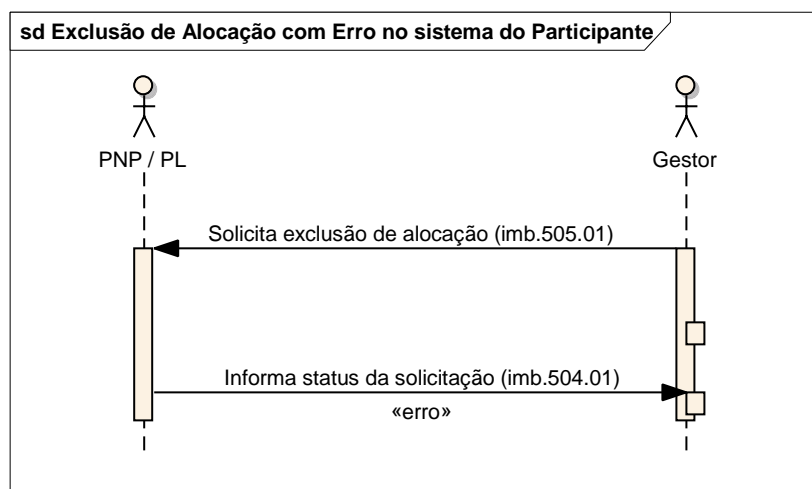 sd Exclusão de Alocação com Erro no sistema do Participante
PNP / PL
Gestor
Solicita exclusão de alocação (imb.505.01)
Informa status da solicitação (imb.504.01)
«erro»